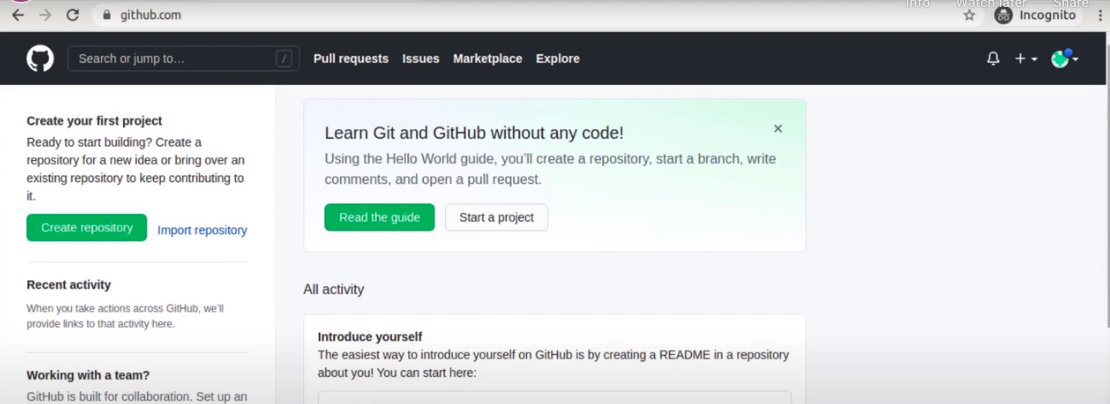 Info Watch later Share
github.com Incognito
Search or jump to... / Pull requests Issues Marketplace Explore
Create your first project
Ready to start building? Create a
repository for a new idea or bring over an
existing repository to keep contributing to
it.
Create repository Import repository
Recent activity
When you take actions across GitHub, we'll
provide links to that activity here.
Working with a team?
GitHub is built for collaboration. Set up an
Learn Git and GitHub without any code!
Using the Hello World guide, you'll create a repository, start a branch, write
comments, and open a pull request.
Read the guide Start a project
All activity
Introduce yourself
The easiest way to introduce yourself on GitHub is by creating a README in a repository
about you! You can start here: